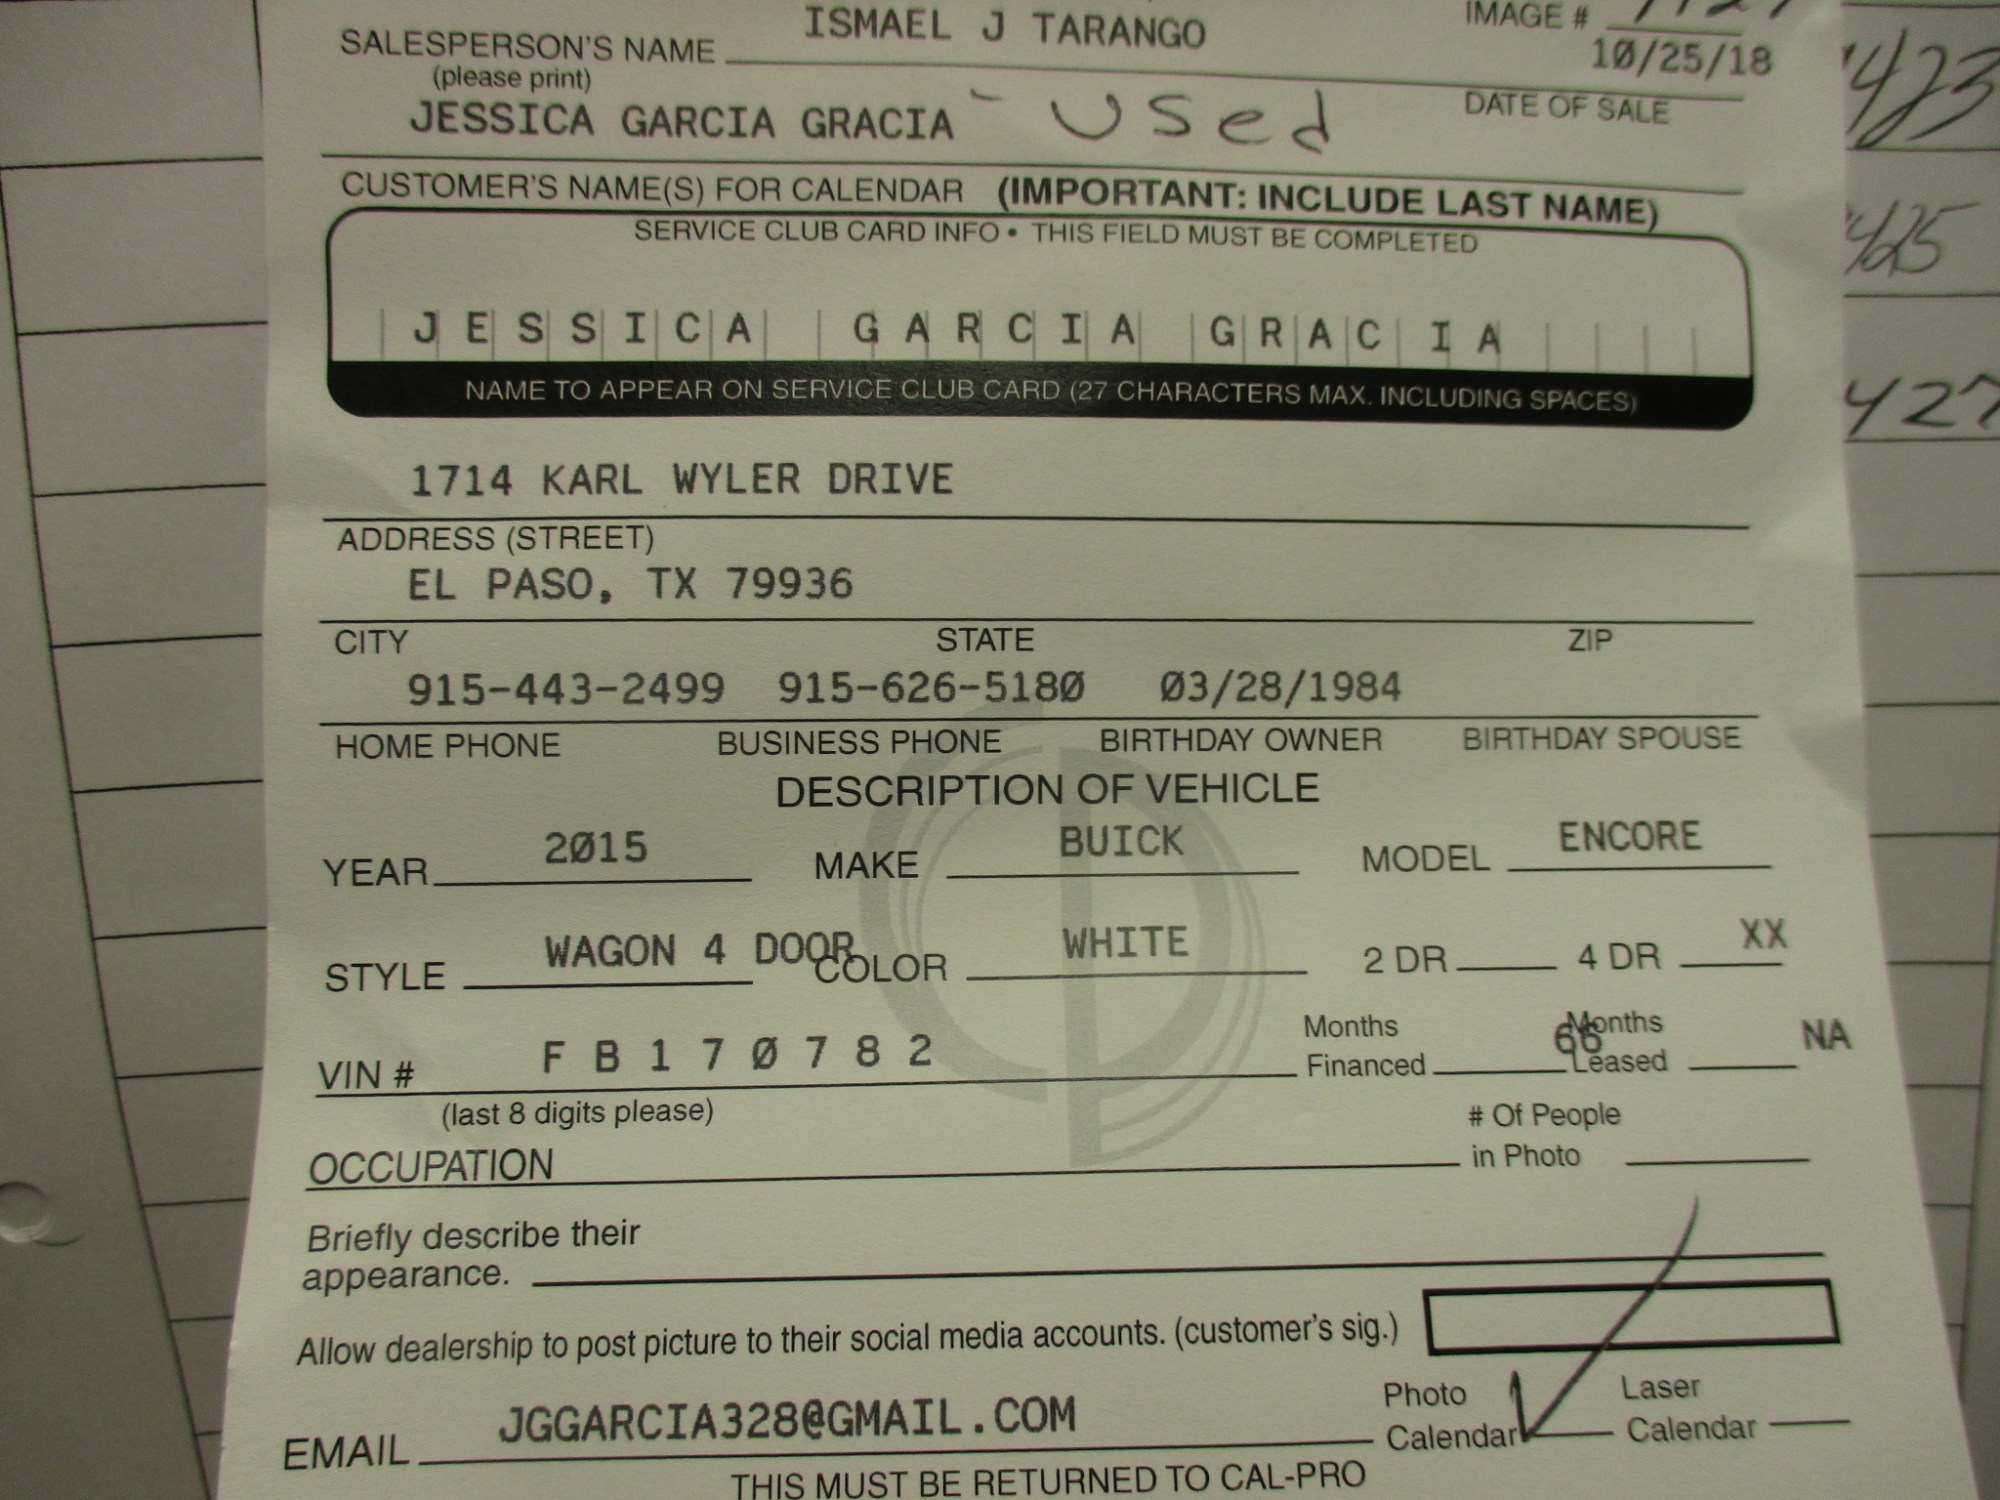 ISMAEL J TARANGO
SALESPERSON'S NAME
IMAGE #
(please print)
10/25/18
DATE OF SALE
JESSICA GARCIA GRACIA - Used
CUSTOMER'S NAME(S) FOR CALENDAR (IMPORTANT: INCLUDE LAST NAME)
SERVICE CLUB CARD INFO • THIS FIELD MUST BE COMPLETED
JESSICA GARCIA GRACIA
NAME TO APPEAR ON SERVICE CLUB CARD (27 CHARACTERS MAX. INCLUDING SPACES)
1714 KARL WYLER DRIVE
ADDRESS (STREET)
EL PASO, TX 79936
CITY STATE ZIP
915-443-2499 915-626-5180 03/28/1984
HOME PHONE BUSINESS PHONE BIRTHDAY OWNER BIRTHDAY SPOUSE
DESCRIPTION OF VEHICLE
YEAR 2015 MAKE BUICK MODEL ENCORE
STYLE WAGON 4 DOOR COLOR WHITE 2 DR 4 DR XX
VIN # F B 1 7 0 7 8 2 Months Financed 66 Months Leased NA
(last 8 digits please)
OCCUPATION # Of People in Photo
Briefly describe their
appearance.
Allow dealership to post picture to their social media accounts. (customer's sig.)
EMAIL JGGARCIA328@GMAIL.COM Photo Calendar Laser Calendar
THIS MUST BE RETURNED TO CAL-PRO